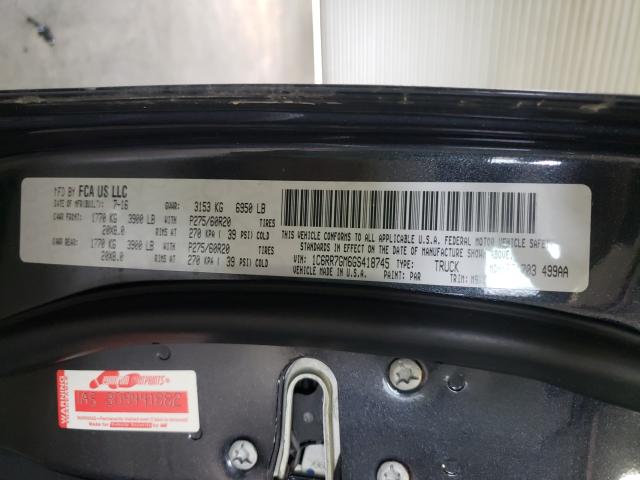 MFD BY FCA US LLC
DATE OF MFR(BUILT): 7-16 GVWR: 3153 KG 6950 LB
GAWR FRONT: 1770 KG 3900 LB WITH P275/60R20 TIRES
20X8.0 RIMS AT 270 KPA ( 39 PSI) COLD
GAWR REAR: 1770 KG 3900 LB WITH P275/60R20 TIRES
20X8.0 RIMS AT 270 KPA ( 39 PSI) COLD
THIS VEHICLE CONFORMS TO ALL APPLICABLE U.S.A. FEDERAL MOTOR VEHICLE SAFETY
STANDARDS IN EFFECT ON THE DATE OF MANUFACTURE SHOWN ABOVE.
VIN: 1C6RR7GM6GS418745 TYPE: TRUCK
MADE IN U.S.A. PAINT: PAR TRIM: 703 499AA
WARNING
WARNING